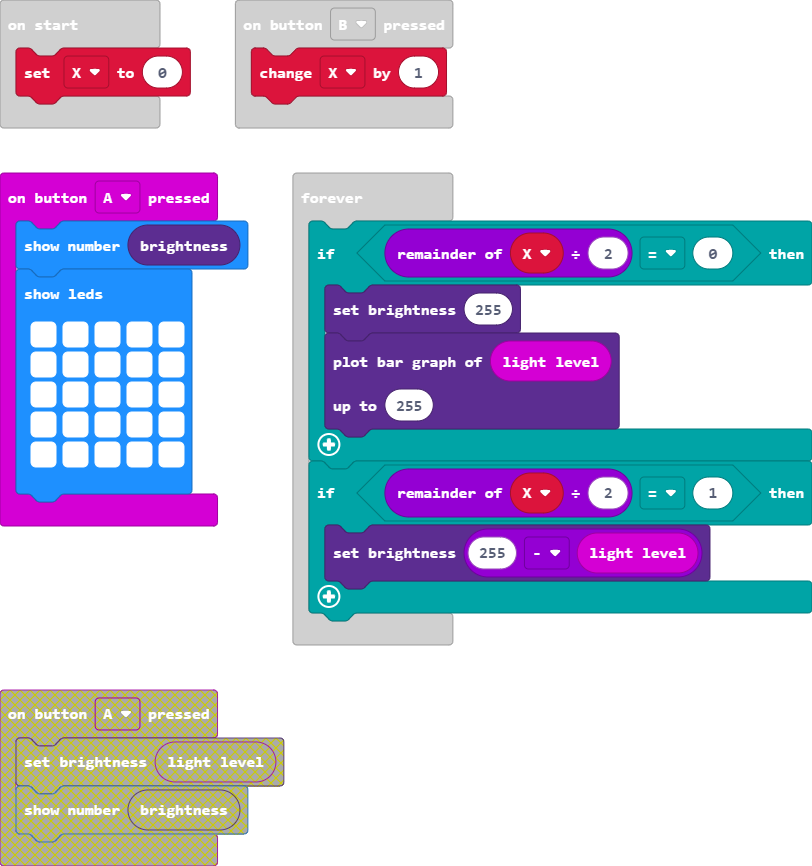 on start
set X to 0
on button B pressed
change X by 1
on button A pressed
show number brightness
show leds
forever
if remainder of X ÷ 2 = 0 then
set brightness 255
plot bar graph of light level
up to 255
if remainder of X ÷ 2 = 1 then
set brightness 255 - light level
on button A pressed
set brightness light level
show number brightness